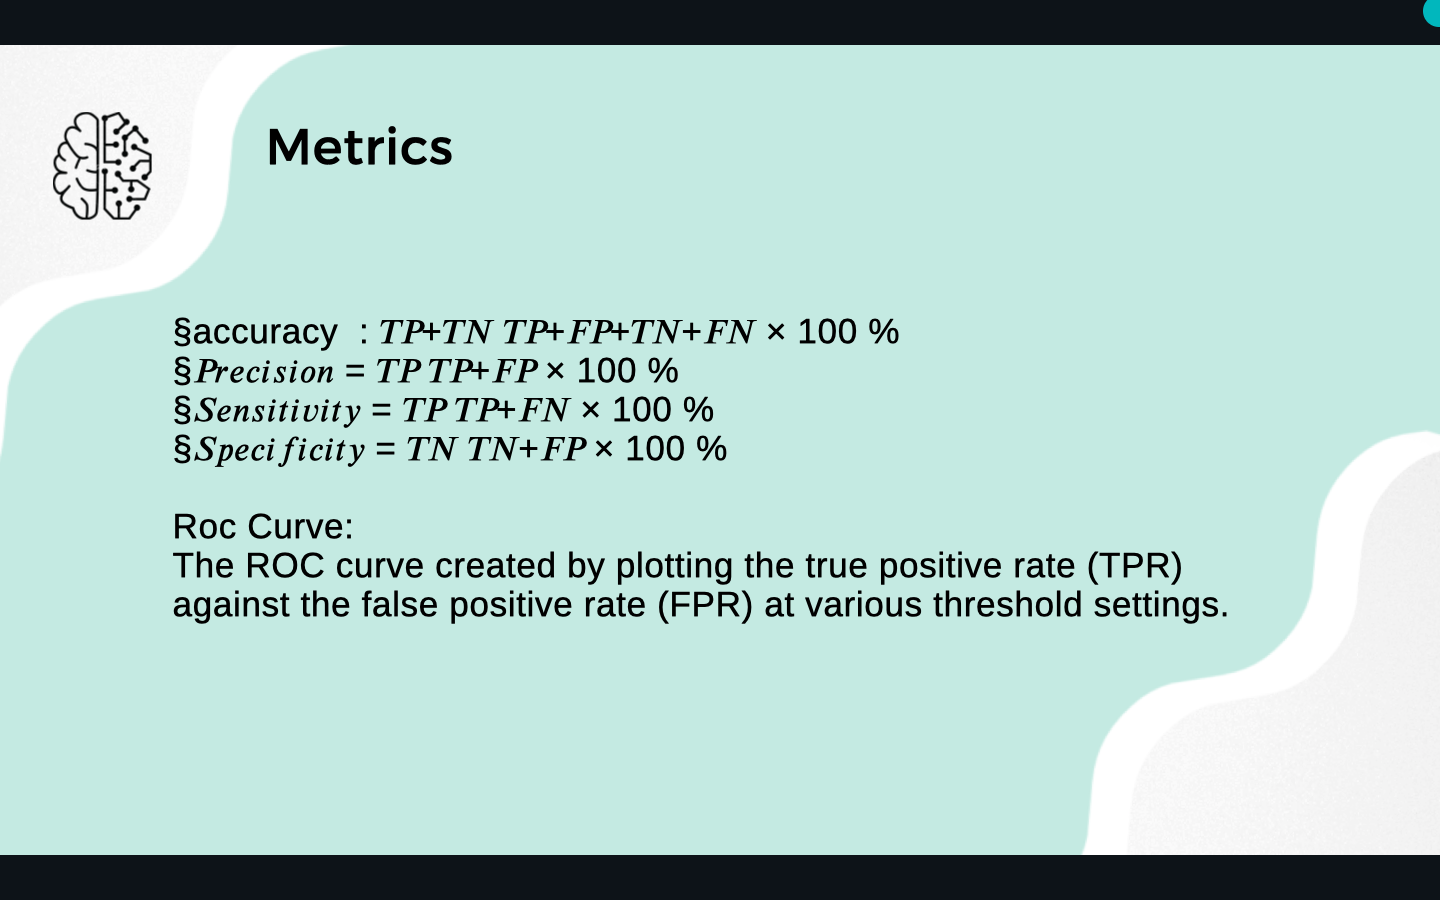 Metrics
§accuracy : 𝑇𝑃+𝑇𝑁 𝑇𝑃+𝐹𝑃+𝑇𝑁+𝐹𝑁 × 100 %
§𝑃𝑟𝑒𝑐𝑖𝑠𝑖𝑜𝑛 = 𝑇𝑃 𝑇𝑃+𝐹𝑃 × 100 %
§𝑆𝑒𝑛𝑠𝑖𝑡𝑖𝑣𝑖𝑡𝑦 = 𝑇𝑃 𝑇𝑃+𝐹𝑁 × 100 %
§𝑆𝑝𝑒𝑐𝑖𝑓𝑖𝑐𝑖𝑡𝑦 = 𝑇𝑁 𝑇𝑁+𝐹𝑃 × 100 %
Roc Curve:
The ROC curve created by plotting the true positive rate (TPR)
against the false positive rate (FPR) at various threshold settings.